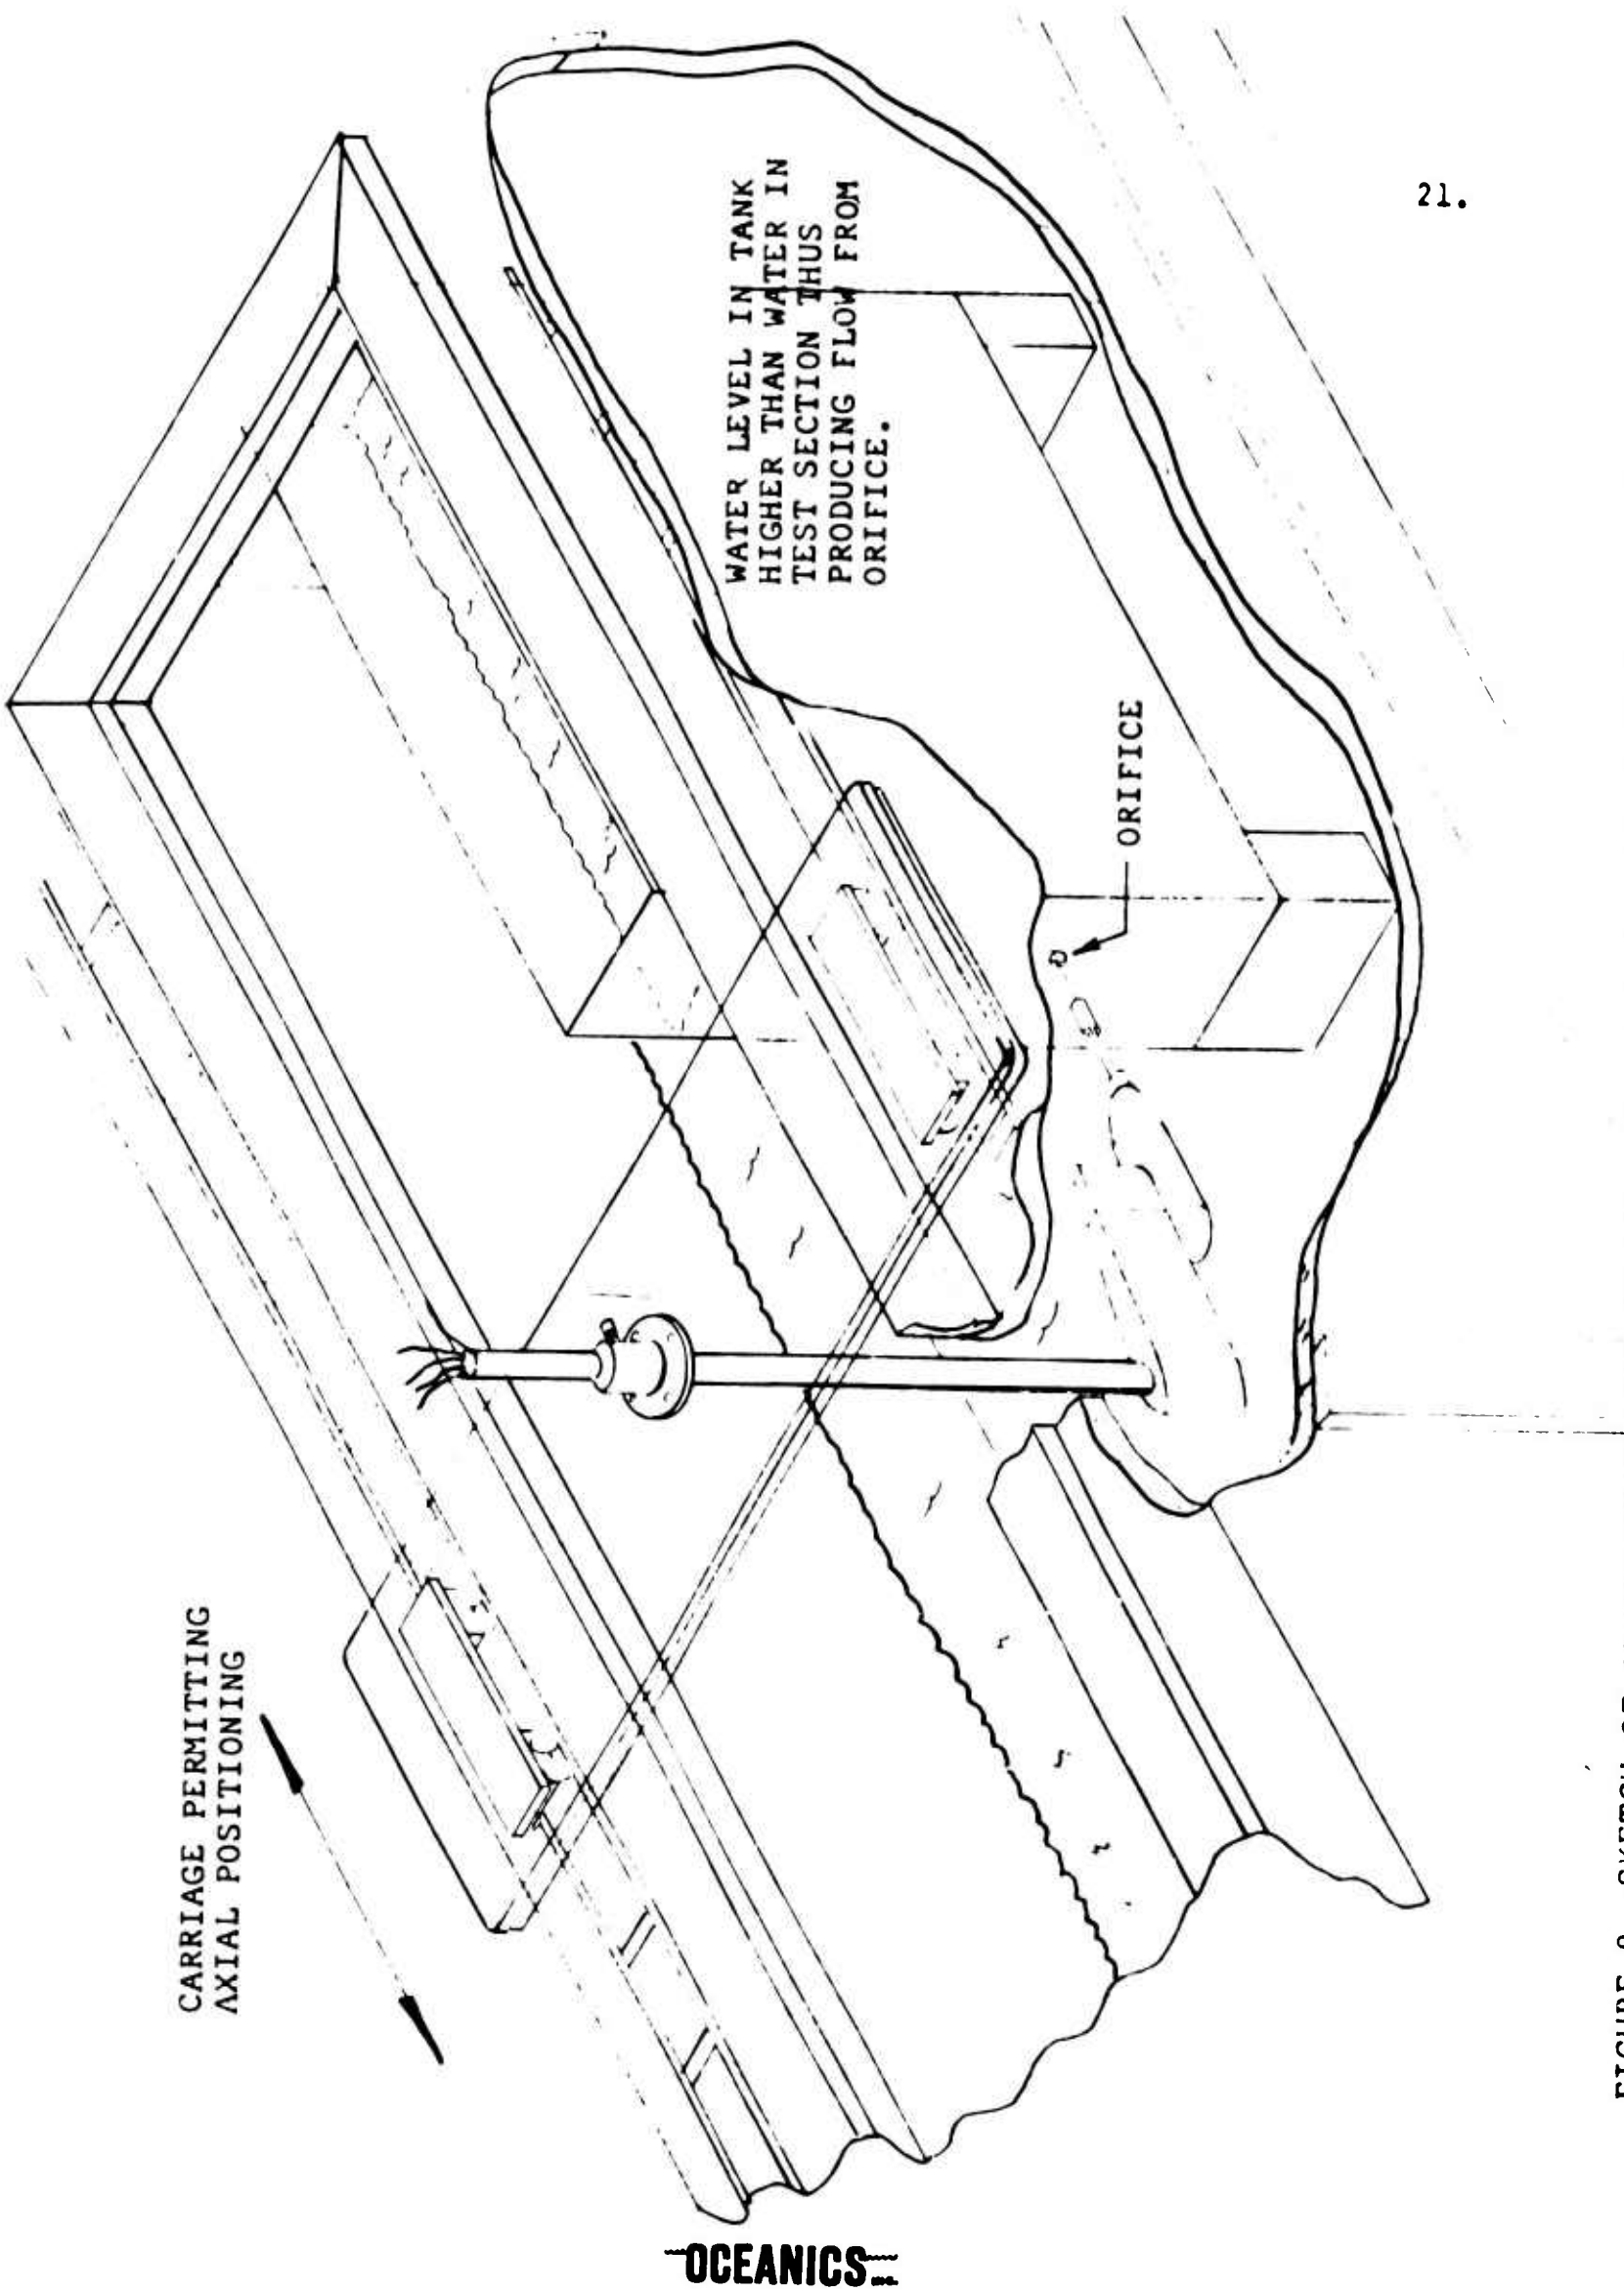 CARRIAGE PERMITTING
AXIAL POSITIONING
WATER LEVEL IN TANK
HIGHER THAN WATER IN
TEST SECTION THUS
PRODUCING FLOW FROM
ORIFICE.
ORIFICE
21.
OCEANICS INC.